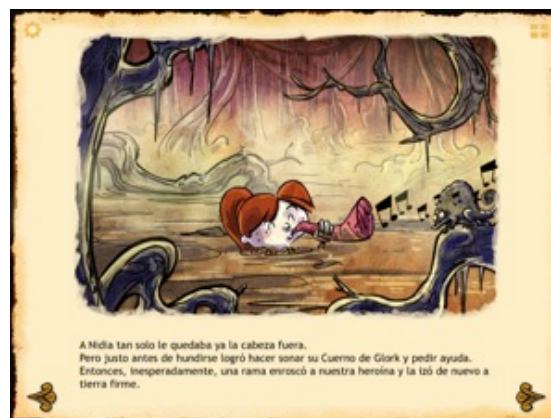 A Nidia tan solo le quedaba ya la cabeza fuera.
Pero justo antes de hundirse logró hacer sonar su Cuerno de Glork y pedir ayuda.
Entonces, inesperadamente, una rama enroscó a nuestra heroína y la izó de nuevo a
tierra firme.